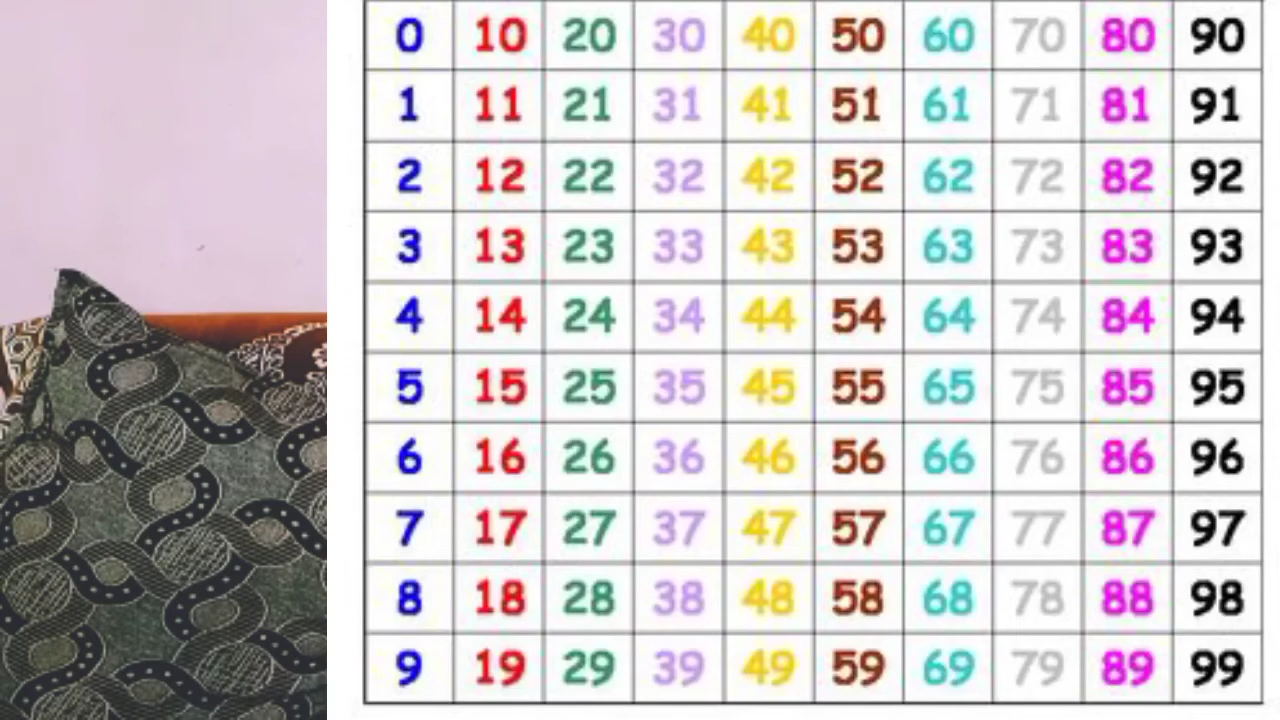 0 10 20 30 40 50 60 70 80 90
1 11 21 31 41 51 61 71 81 91
2 12 22 32 42 52 62 72 82 92
3 13 23 33 43 53 63 73 83 93
4 14 24 34 44 54 64 74 84 94
5 15 25 35 45 55 65 75 85 95
6 16 26 36 46 56 66 76 86 96
7 17 27 37 47 57 67 77 87 97
8 18 28 38 48 58 68 78 88 98
9 19 29 39 49 59 69 79 89 99